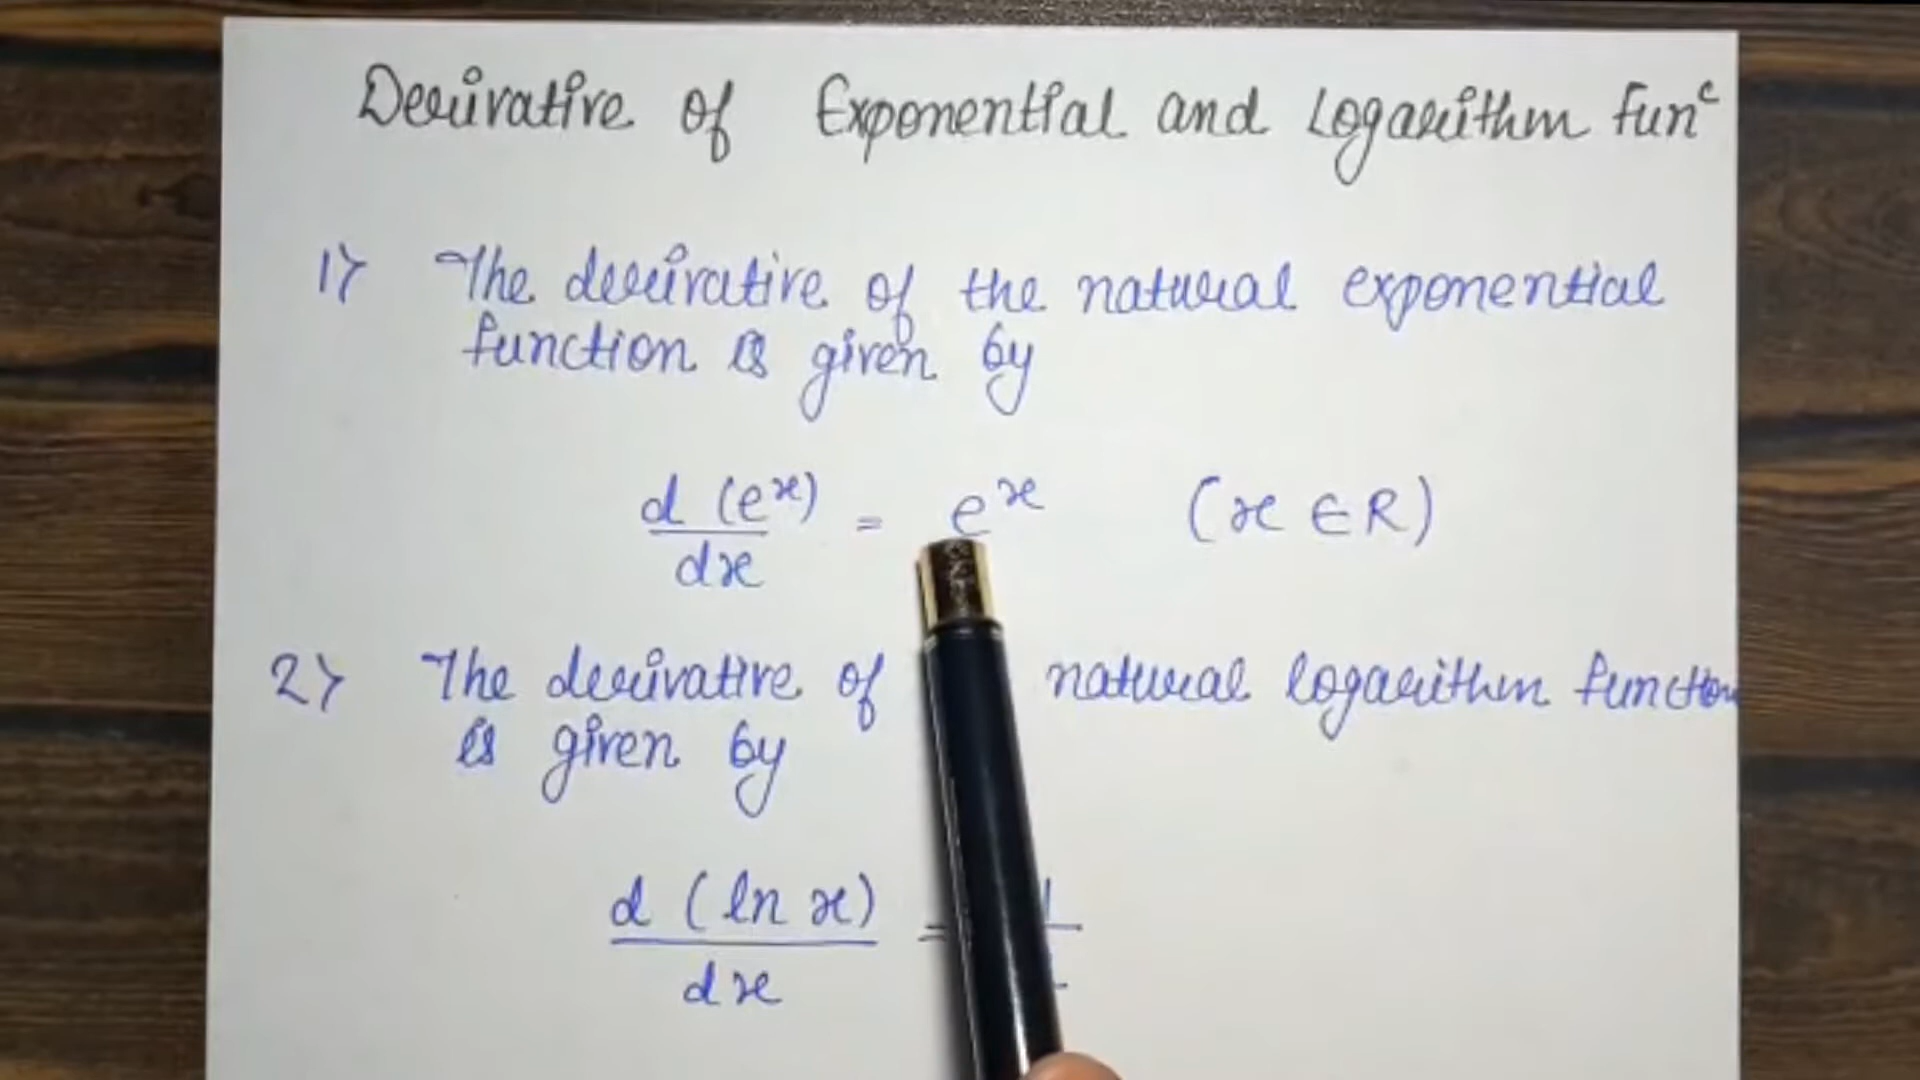 Derivative of Exponential and Logarithm Func
1> The derivative of the natural exponential
function is given by
d (e^x) / dx = e^x (x ∈ R)
2> The derivative of natural logarithm function
is given by
d (ln x) / dx = 1